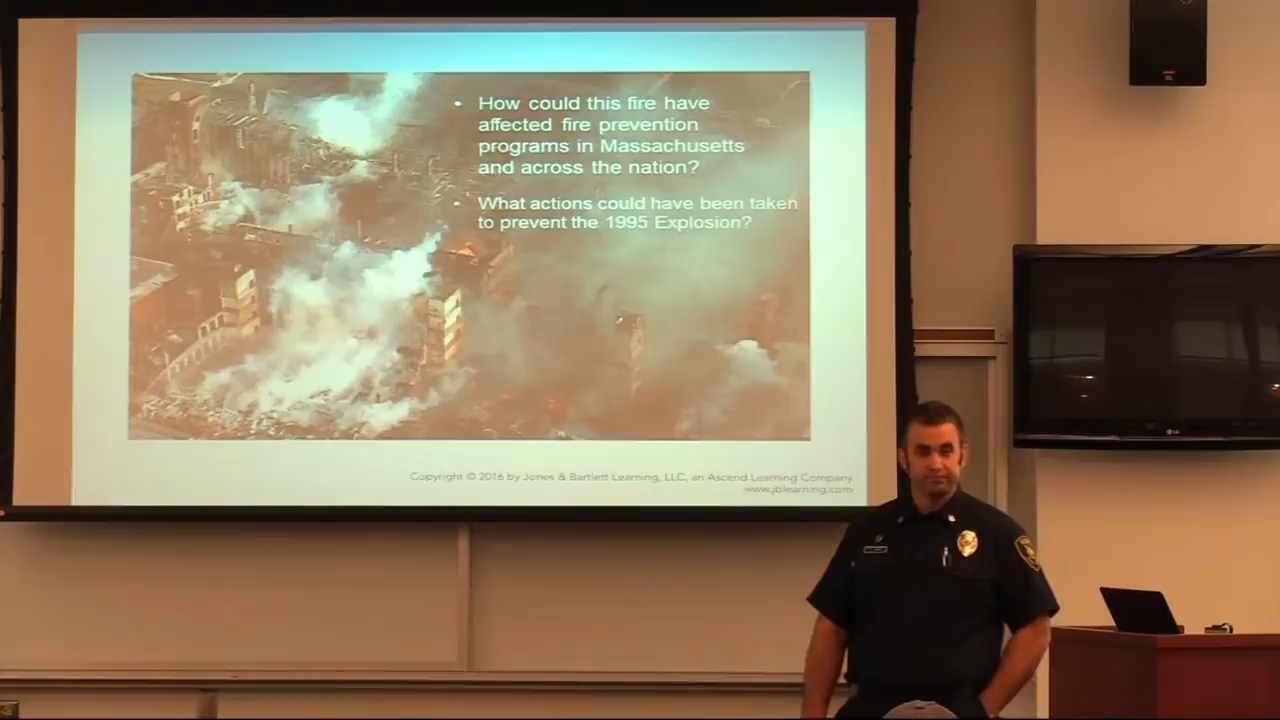 • How could this fire have
affected fire prevention
programs in Massachusetts
and across the nation?
• What actions could have been taken
to prevent the 1995 Explosion?
Copyright © 2016 by Jones & Bartlett Learning, LLC, an Ascend Learning Company
www.jblearning.com
LG